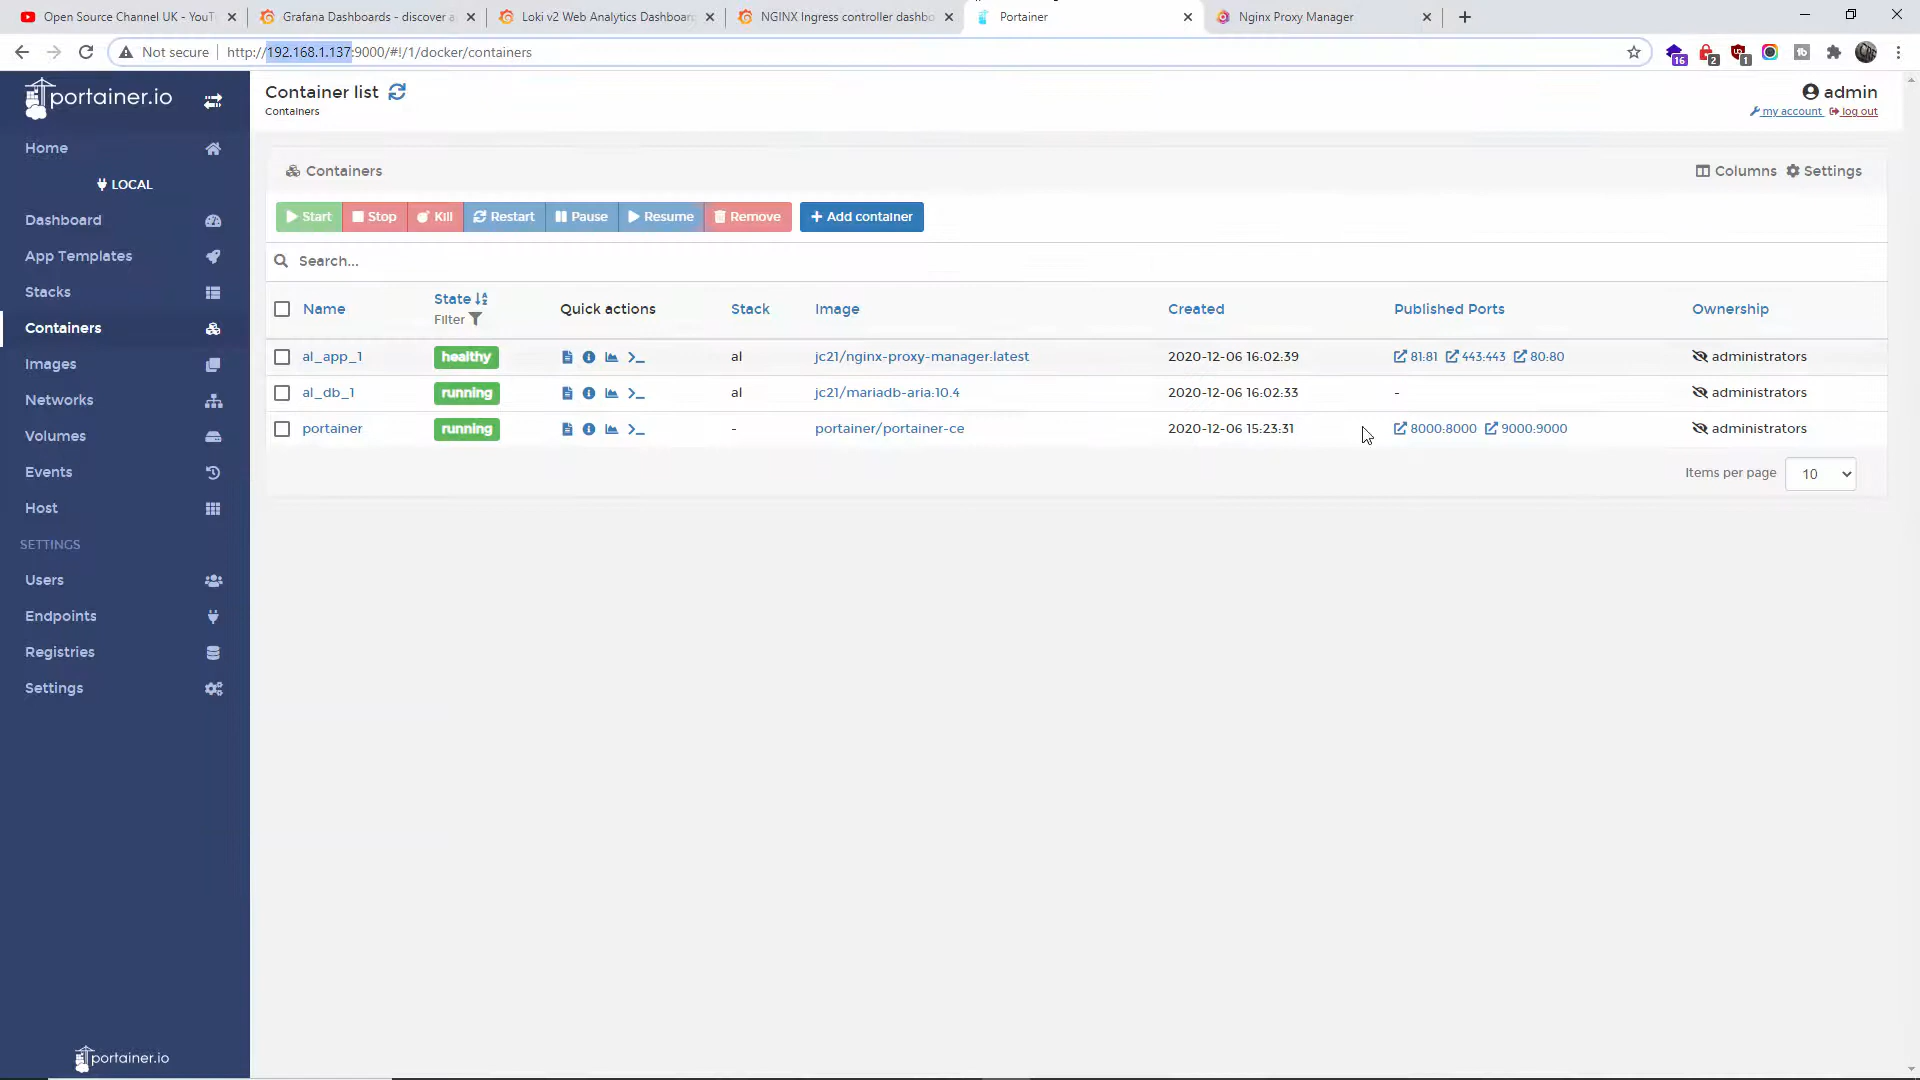 Open Source Channel UK - YouT
Grafana Dashboards - discover a
Loki v2 Web Analytics Dashboar
NGINX Ingress controller dashbo
Portainer
Nginx Proxy Manager
Not secure
http://192.168.1.137:9000/#!/1/docker/containers
16
2
1
portainer.io
Home
LOCAL
Dashboard
App Templates
Stacks
Containers
Images
Networks
Volumes
Events
Host
SETTINGS
Users
Endpoints
Registries
Settings
portainer.io
Container list
Containers
admin
my account log out
Containers
Columns Settings
Start Stop Kill Restart Pause Resume Remove + Add container
Search...
Name State Filter Quick actions Stack Image Created Published Ports Ownership
al_app_1 healthy al jc21/nginx-proxy-manager:latest 2020-12-06 16:02:39 81:81 443:443 80:80 administrators
al_db_1 running al jc21/mariadb-aria:10.4 2020-12-06 16:02:33 - administrators
portainer running - portainer/portainer-ce 2020-12-06 15:23:31 8000:8000 9000:9000 administrators
Items per page 10